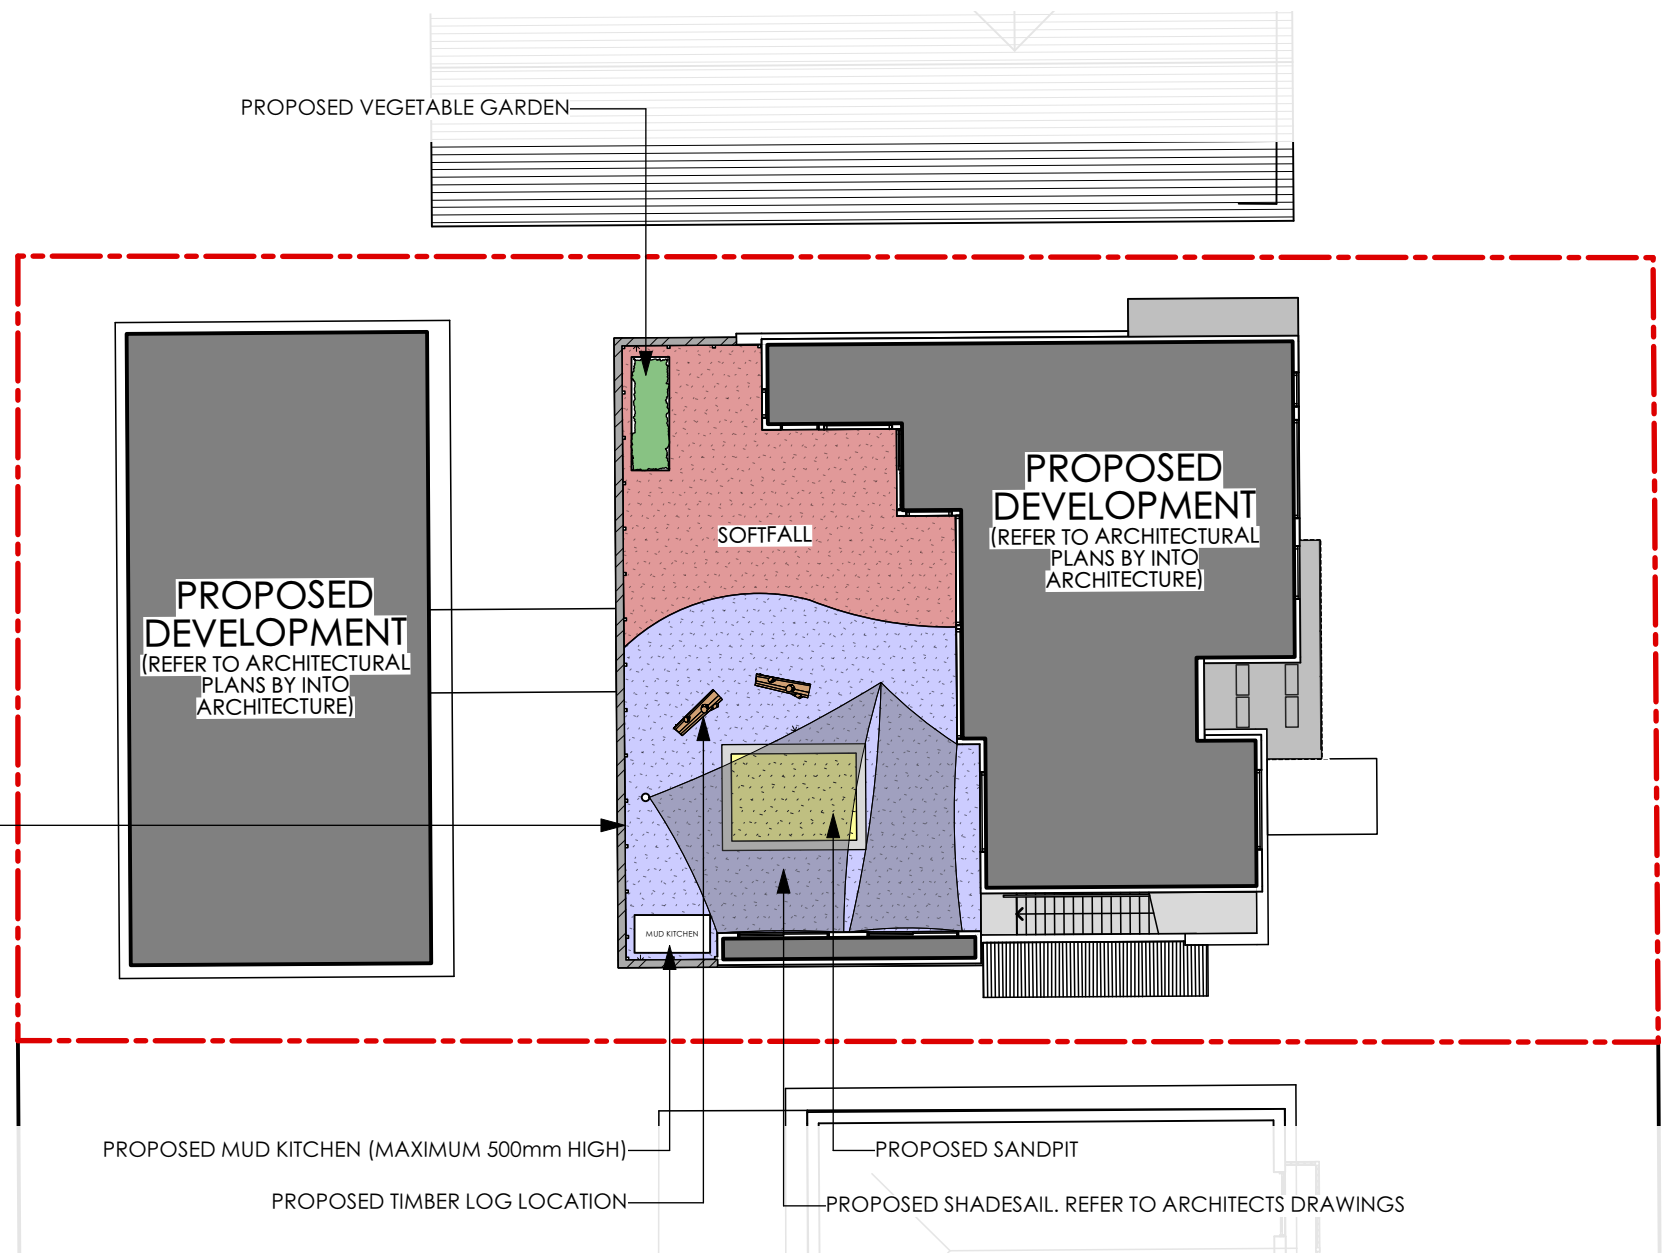 PROPOSED VEGETABLE GARDEN
PROPOSED
DEVELOPMENT
(REFER TO ARCHITECTURAL
PLANS BY INTO
ARCHITECTURE)
SOFTFALL
PROPOSED
DEVELOPMENT
(REFER TO ARCHITECTURAL
PLANS BY INTO
ARCHITECTURE)
MUD KITCHEN
PROPOSED MUD KITCHEN (MAXIMUM 500mm HIGH)
PROPOSED SANDPIT
PROPOSED TIMBER LOG LOCATION
PROPOSED SHADESAIL. REFER TO ARCHITECTS DRAWINGS